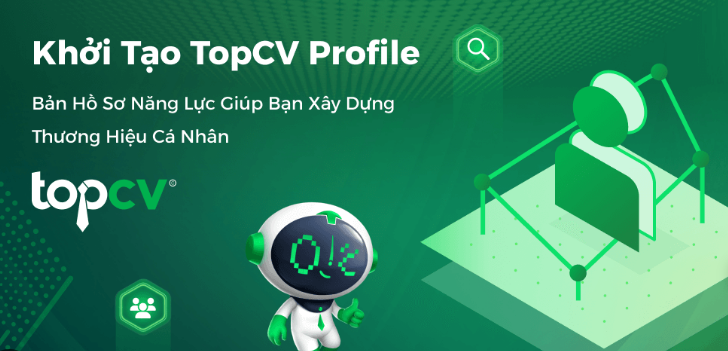 Khởi Tạo TopCV Profile
Bản Hồ Sơ Năng Lực Giúp Bạn Xây Dựng
Thương Hiệu Cá Nhân
topcv